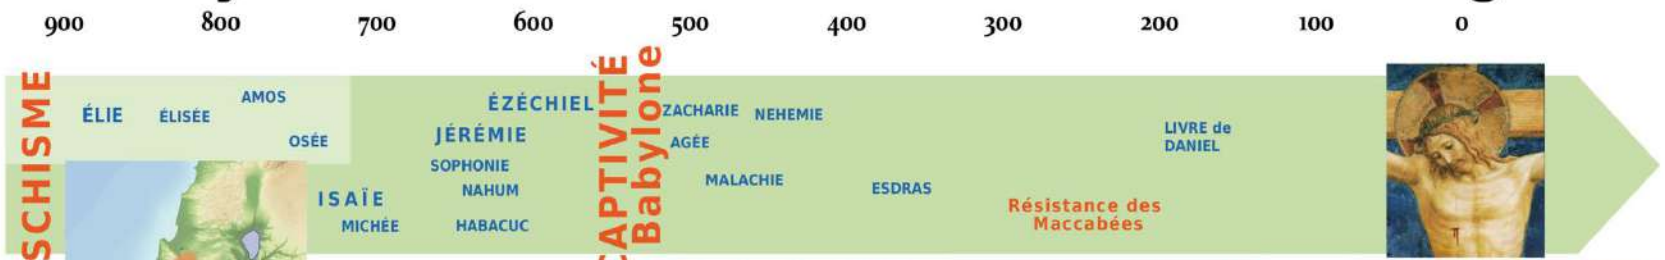 900 800 700 600 500 400 300 200 100 0
SCHISME
ÉLIE
ÉLISÉE
AMOS
OSÉE
ISAÏE
MICHÉE
ÉZÉCHIEL
JÉRÉMIE
SOPHONIE
NAHUM
HABACUC
CAPTIVITÉ
Babylone
ZACHARIE
NEHEMIE
AGÉE
MALACHIE
ESDRAS
Résistance des
Maccabées
LIVRE de
DANIEL